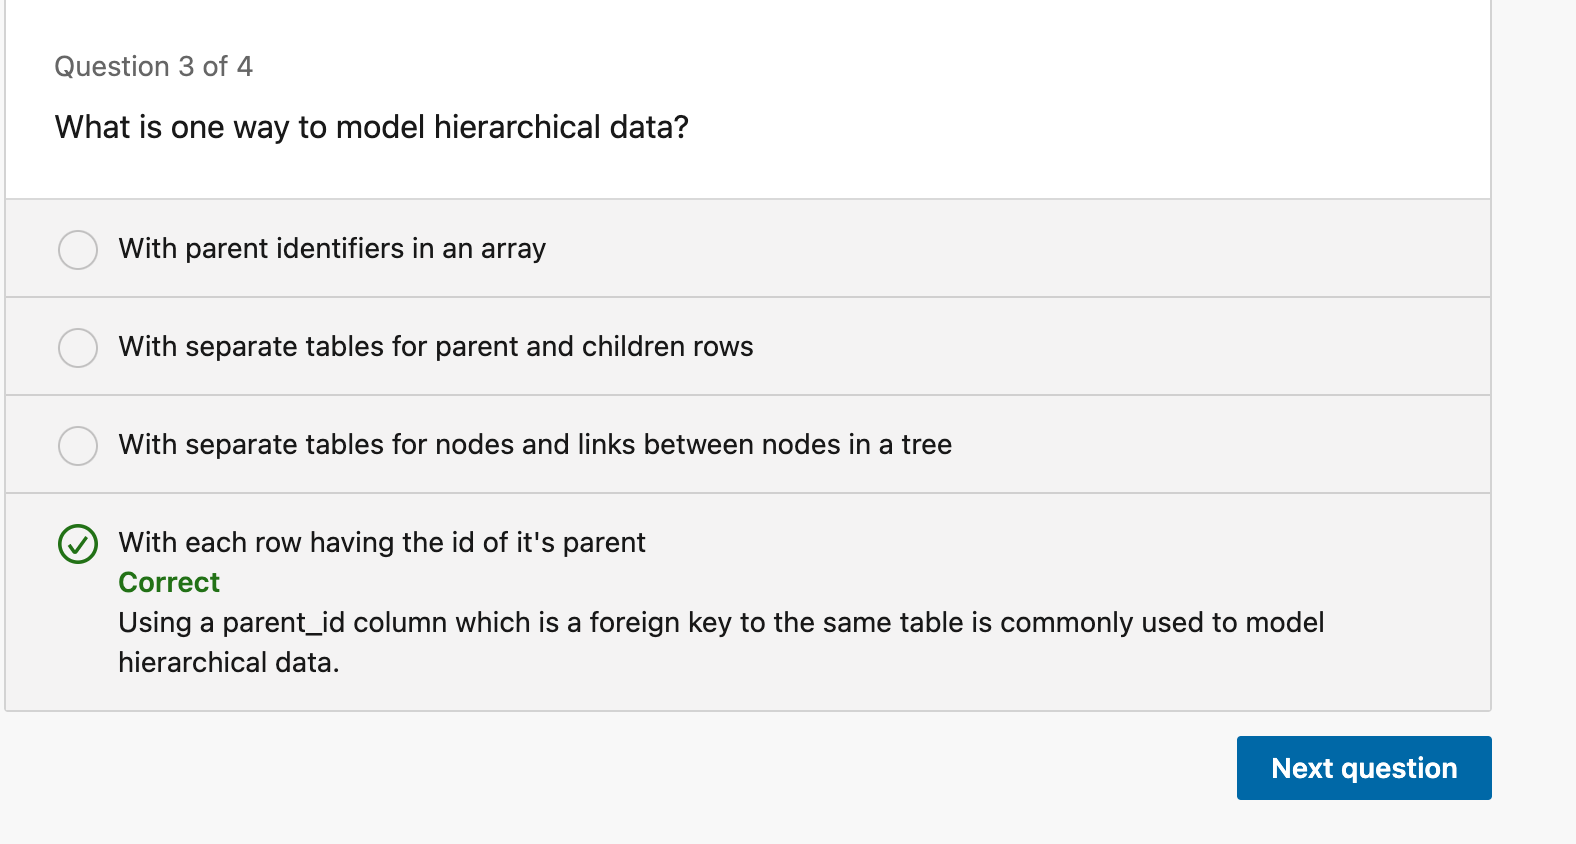 Question 3 of 4
What is one way to model hierarchical data?
With parent identifiers in an array
With separate tables for parent and children rows
With separate tables for nodes and links between nodes in a tree
With each row having the id of it's parent
Correct
Using a parent_id column which is a foreign key to the same table is commonly used to model
hierarchical data.
Next question